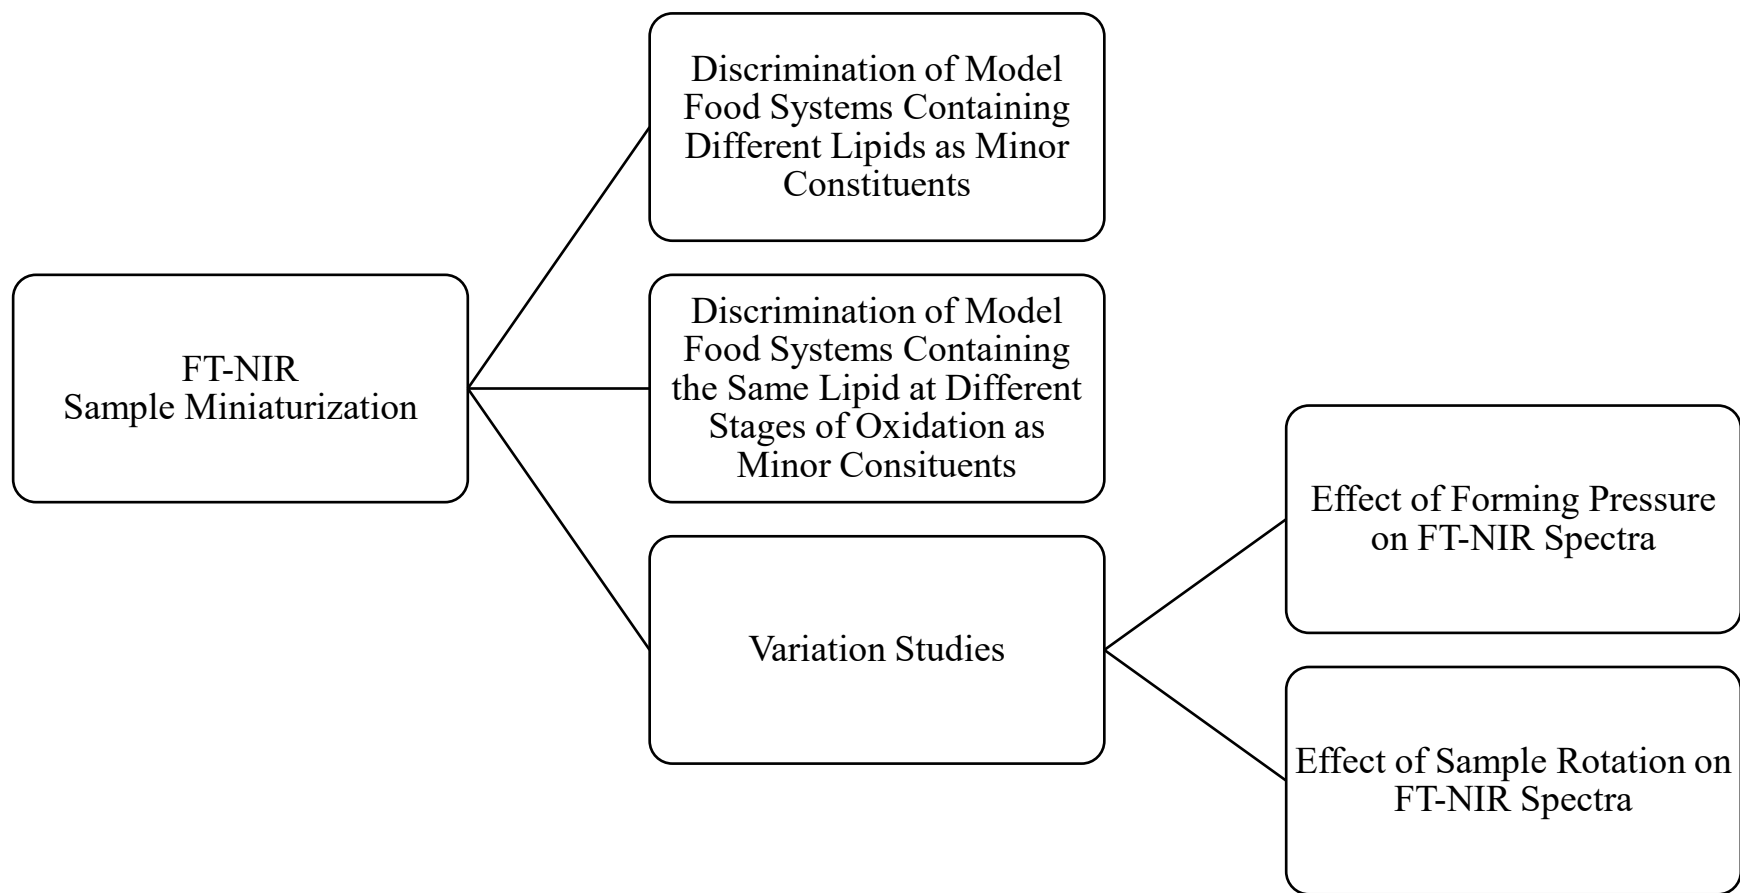 FT-NIR
Sample Miniaturization
Discrimination of Model
Food Systems Containing
Different Lipids as Minor
Constituents
Discrimination of Model
Food Systems Containing
the Same Lipid at Different
Stages of Oxidation as
Minor Consituents
Variation Studies
Effect of Forming Pressure
on FT-NIR Spectra
Effect of Sample Rotation on
FT-NIR Spectra